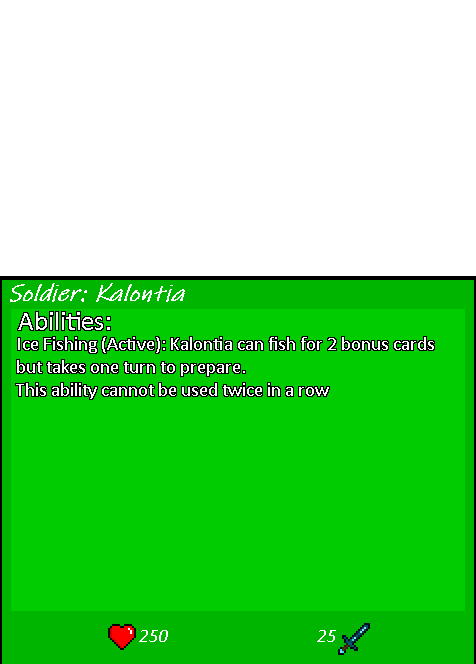 Soldier: Kalontia
Abilities:
Ice Fishing (Active): Kalontia can fish for 2 bonus cards
but takes one turn to prepare.
This ability cannot be used twice in a row
250
25